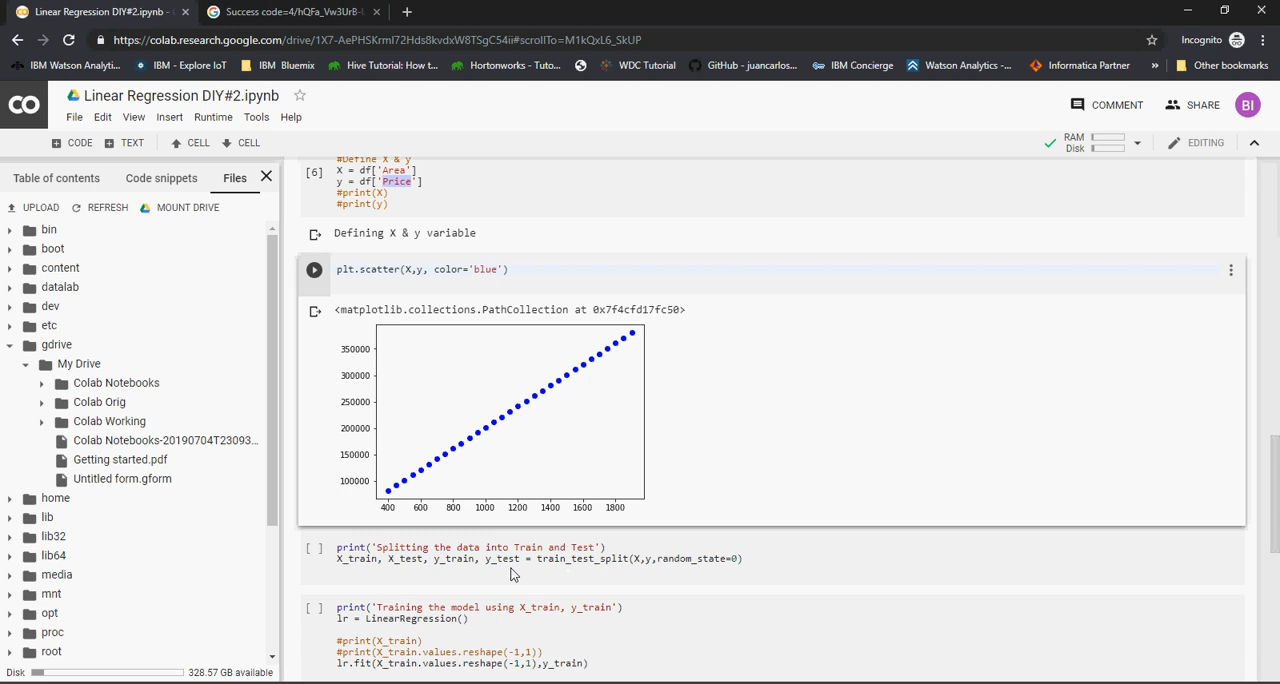 Linear Regression DIY#2.ipynb -
Success code=4/hQFa_Vw3UrB-
https://colab.research.google.com/drive/1X7-AePHSKrml72Hds8kvdxW8TSgC54ii#scrollTo=M1kQxL6_SkUP
Incognito
IBM Watson Analyti...
IBM - Explore IoT
IBM Bluemix
Hive Tutorial: How t...
Hortonworks - Tuto...
WDC Tutorial
GitHub - juancarlos...
IBM Concierge
Watson Analytics -...
Informatica Partner
»
Other bookmarks
CO
Linear Regression DIY#2.ipynb
COMMENT
SHARE
BI
File Edit View Insert Runtime Tools Help
CODE TEXT CELL CELL
RAM
Disk
EDITING
Table of contents Code snippets Files
UPLOAD REFRESH MOUNT DRIVE
bin
boot
content
datalab
dev
etc
gdrive
My Drive
Colab Notebooks
Colab Orig
Colab Working
Colab Notebooks-20190704T23093...
Getting started.pdf
Untitled form.gform
home
lib
lib32
lib64
media
mnt
opt
proc
root
Disk 328.57 GB available
#Define X & y
[6] X = df['Area']
y = df['Price']
#print(X)
#print(y)
Defining X & y variable
plt.scatter(X,y, color='blue')
<matplotlib.collections.PathCollection at 0x7f4cfd17fc50>
350000
300000
250000
200000
150000
100000
400 600 800 1000 1200 1400 1600 1800
[ ] print('Splitting the data into Train and Test')
X_train, X_test, y_train, y_test = train_test_split(X,y,random_state=0)
[ ] print('Training the model using X_train, y_train')
lr = LinearRegression()
#print(X_train)
#print(X_train.values.reshape(-1,1))
lr.fit(X_train.values.reshape(-1,1),y_train)